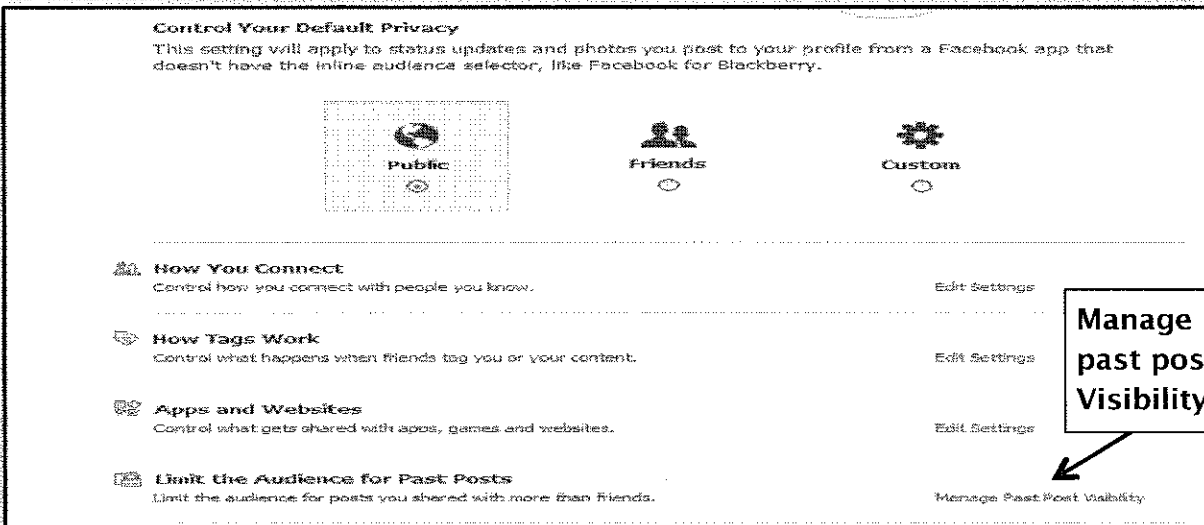 Control Your Default Privacy
This setting will apply to status updates and photos you post to your profile from a Facebook app that
doesn't have the inline audience selector, like Facebook for Blackberry.
Public
Friends
Custom
How You Connect
Control how you connect with people you know.
Edit Settings
How Tags Work
Control what happens when friends tag you or your content.
Edit Settings
Apps and Websites
Control what gets shared with apps, games and websites.
Edit Settings
Limit the Audience for Past Posts
Limit the audience for posts you shared with more than friends.
Manage Past Post Visibility
Manage
past pos
Visibility